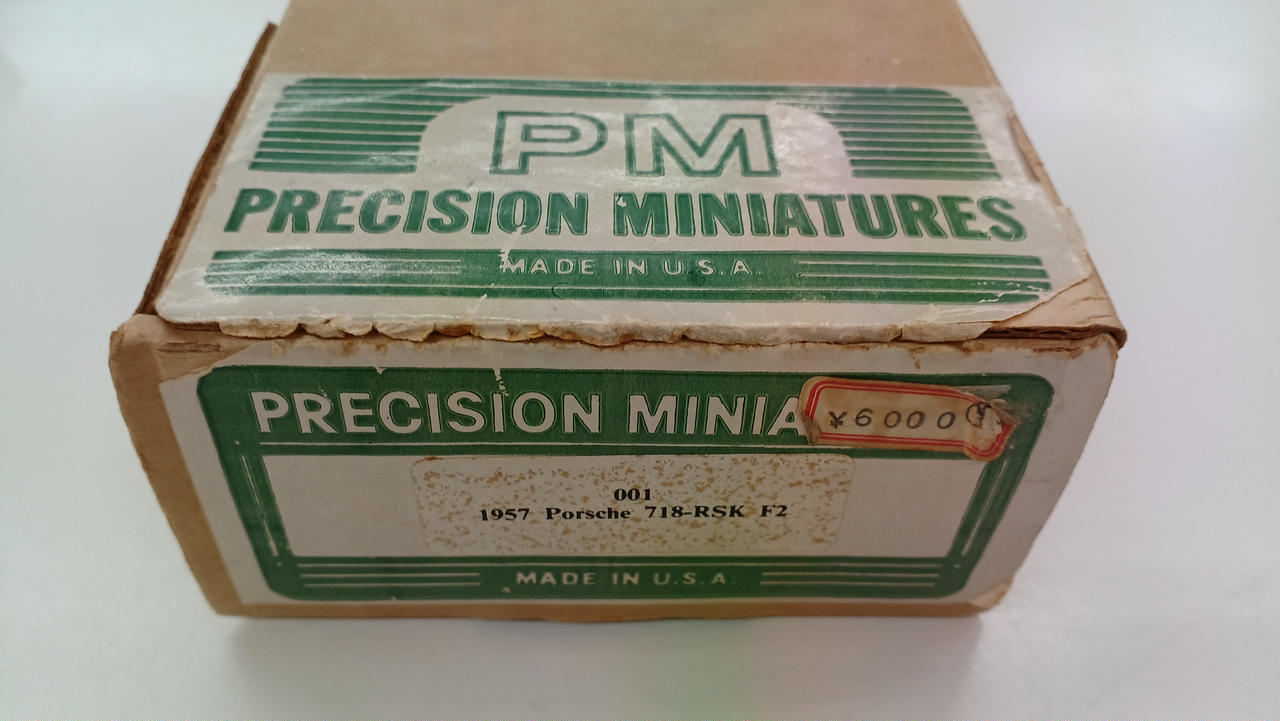 PM
PRECISION MINIATURES
MADE IN U.S.A.
PRECISION MINIA
¥6000
001
1957 Porsche 718-RSK F2
MADE IN U.S.A.